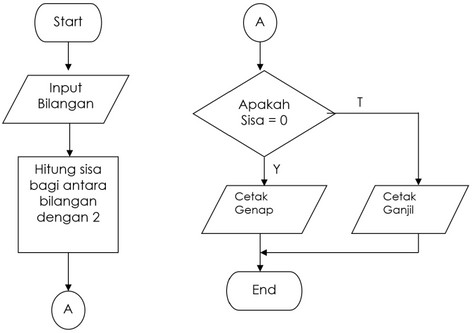 Start
Input
Bilangan
Hitung sisa
bagi antara
bilangan
dengan 2
A
A
Apakah
Sisa = 0
T
Y
Cetak
Genap
Cetak
Ganjil
End